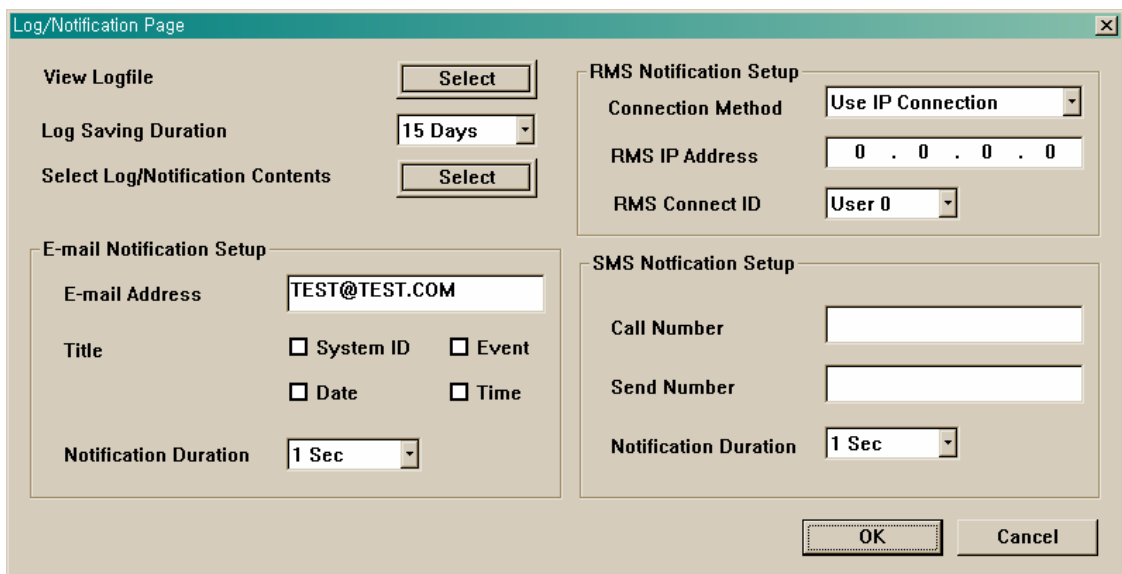 Log/Notification Page
View Logfile
Select
Log Saving Duration
15 Days
Select Log/Notification Contents
Select
E-mail Notification Setup
E-mail Address
TEST@TEST.COM
Title
System ID
Event
Date
Time
Notification Duration
1 Sec
RMS Notification Setup
Connection Method
Use IP Connection
RMS IP Address
0 . 0 . 0 . 0
RMS Connect ID
User 0
SMS Notfication Setup
Call Number
Send Number
Notification Duration
1 Sec
OK
Cancel